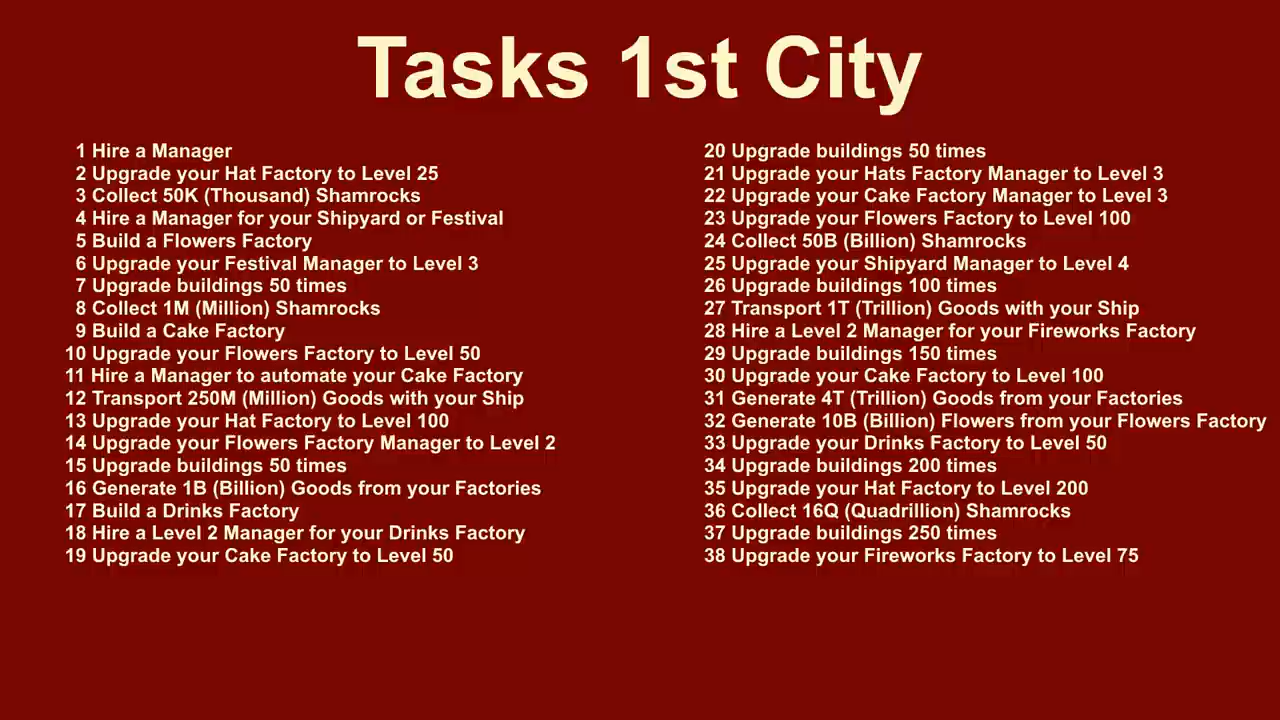 Tasks 1st City
1 Hire a Manager
2 Upgrade your Hat Factory to Level 25
3 Collect 50K (Thousand) Shamrocks
4 Hire a Manager for your Shipyard or Festival
5 Build a Flowers Factory
6 Upgrade your Festival Manager to Level 3
7 Upgrade buildings 50 times
8 Collect 1M (Million) Shamrocks
9 Build a Cake Factory
10 Upgrade your Flowers Factory to Level 50
11 Hire a Manager to automate your Cake Factory
12 Transport 250M (Million) Goods with your Ship
13 Upgrade your Hat Factory to Level 100
14 Upgrade your Flowers Factory Manager to Level 2
15 Upgrade buildings 50 times
16 Generate 1B (Billion) Goods from your Factories
17 Build a Drinks Factory
18 Hire a Level 2 Manager for your Drinks Factory
19 Upgrade your Cake Factory to Level 50
20 Upgrade buildings 50 times
21 Upgrade your Hats Factory Manager to Level 3
22 Upgrade your Cake Factory Manager to Level 3
23 Upgrade your Flowers Factory to Level 100
24 Collect 50B (Billion) Shamrocks
25 Upgrade your Shipyard Manager to Level 4
26 Upgrade buildings 100 times
27 Transport 1T (Trillion) Goods with your Ship
28 Hire a Level 2 Manager for your Fireworks Factory
29 Upgrade buildings 150 times
30 Upgrade your Cake Factory to Level 100
31 Generate 4T (Trillion) Goods from your Factories
32 Generate 10B (Billion) Flowers from your Flowers Factory
33 Upgrade your Drinks Factory to Level 50
34 Upgrade buildings 200 times
35 Upgrade your Hat Factory to Level 200
36 Collect 16Q (Quadrillion) Shamrocks
37 Upgrade buildings 250 times
38 Upgrade your Fireworks Factory to Level 75